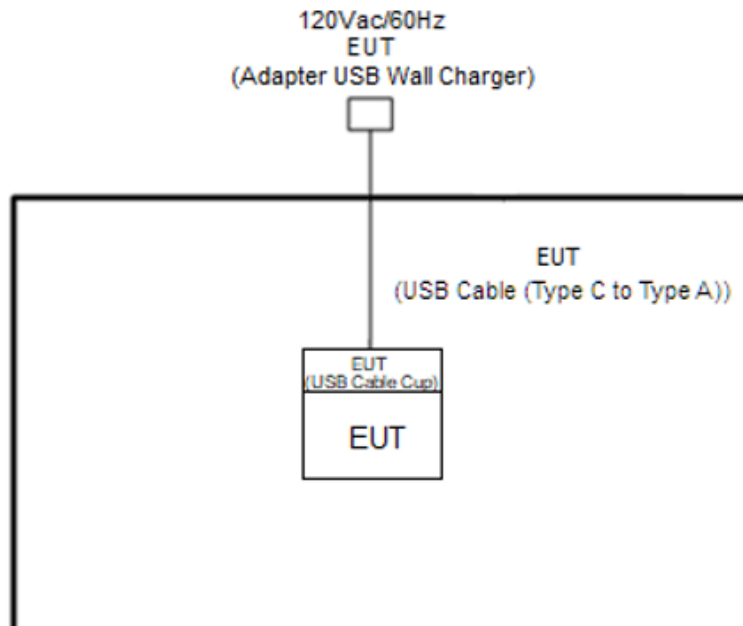 120Vac/60Hz
EUT
(Adapter USB Wall Charger)
EUT
(USB Cable (Type C to Type A))
EUT
(USB Cable Cup)
EUT